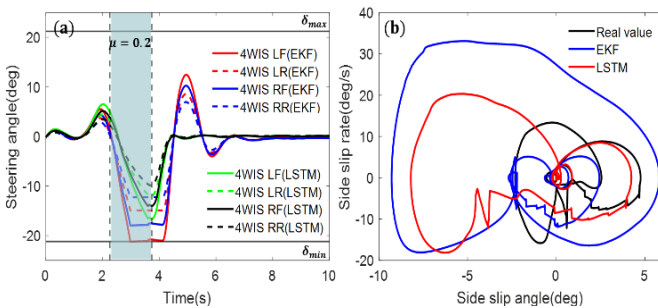 (a)
δmax
μ = 0.2
4WIS LF(EKF)
4WIS LR(EKF)
4WIS RF(EKF)
4WIS RR(EKF)
4WIS LF(LSTM)
4WIS LR(LSTM)
4WIS RF(LSTM)
4WIS RR(LSTM)
δmin
Steering angle(deg)
20
10
0
-10
-20
0 2 4 6 8 10
Time(s)
(b)
Real value
EKF
LSTM
Side slip rate(deg/s)
40
30
20
10
0
-10
-20
-10 -5 0 5
Side slip angle(deg)